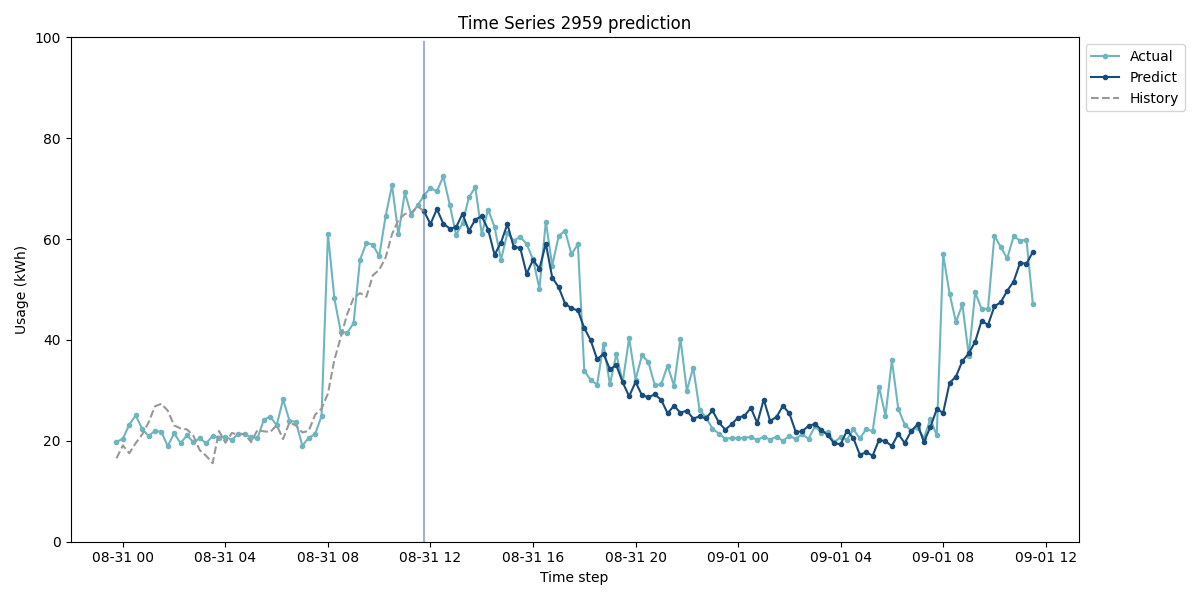 Time Series 2959 prediction
100
80
60
40
20
0
Usage (kWh)
08-31 00
08-31 04
08-31 08
08-31 12
08-31 16
08-31 20
09-01 00
09-01 04
09-01 08
09-01 12
Time step
Actual
Predict
History